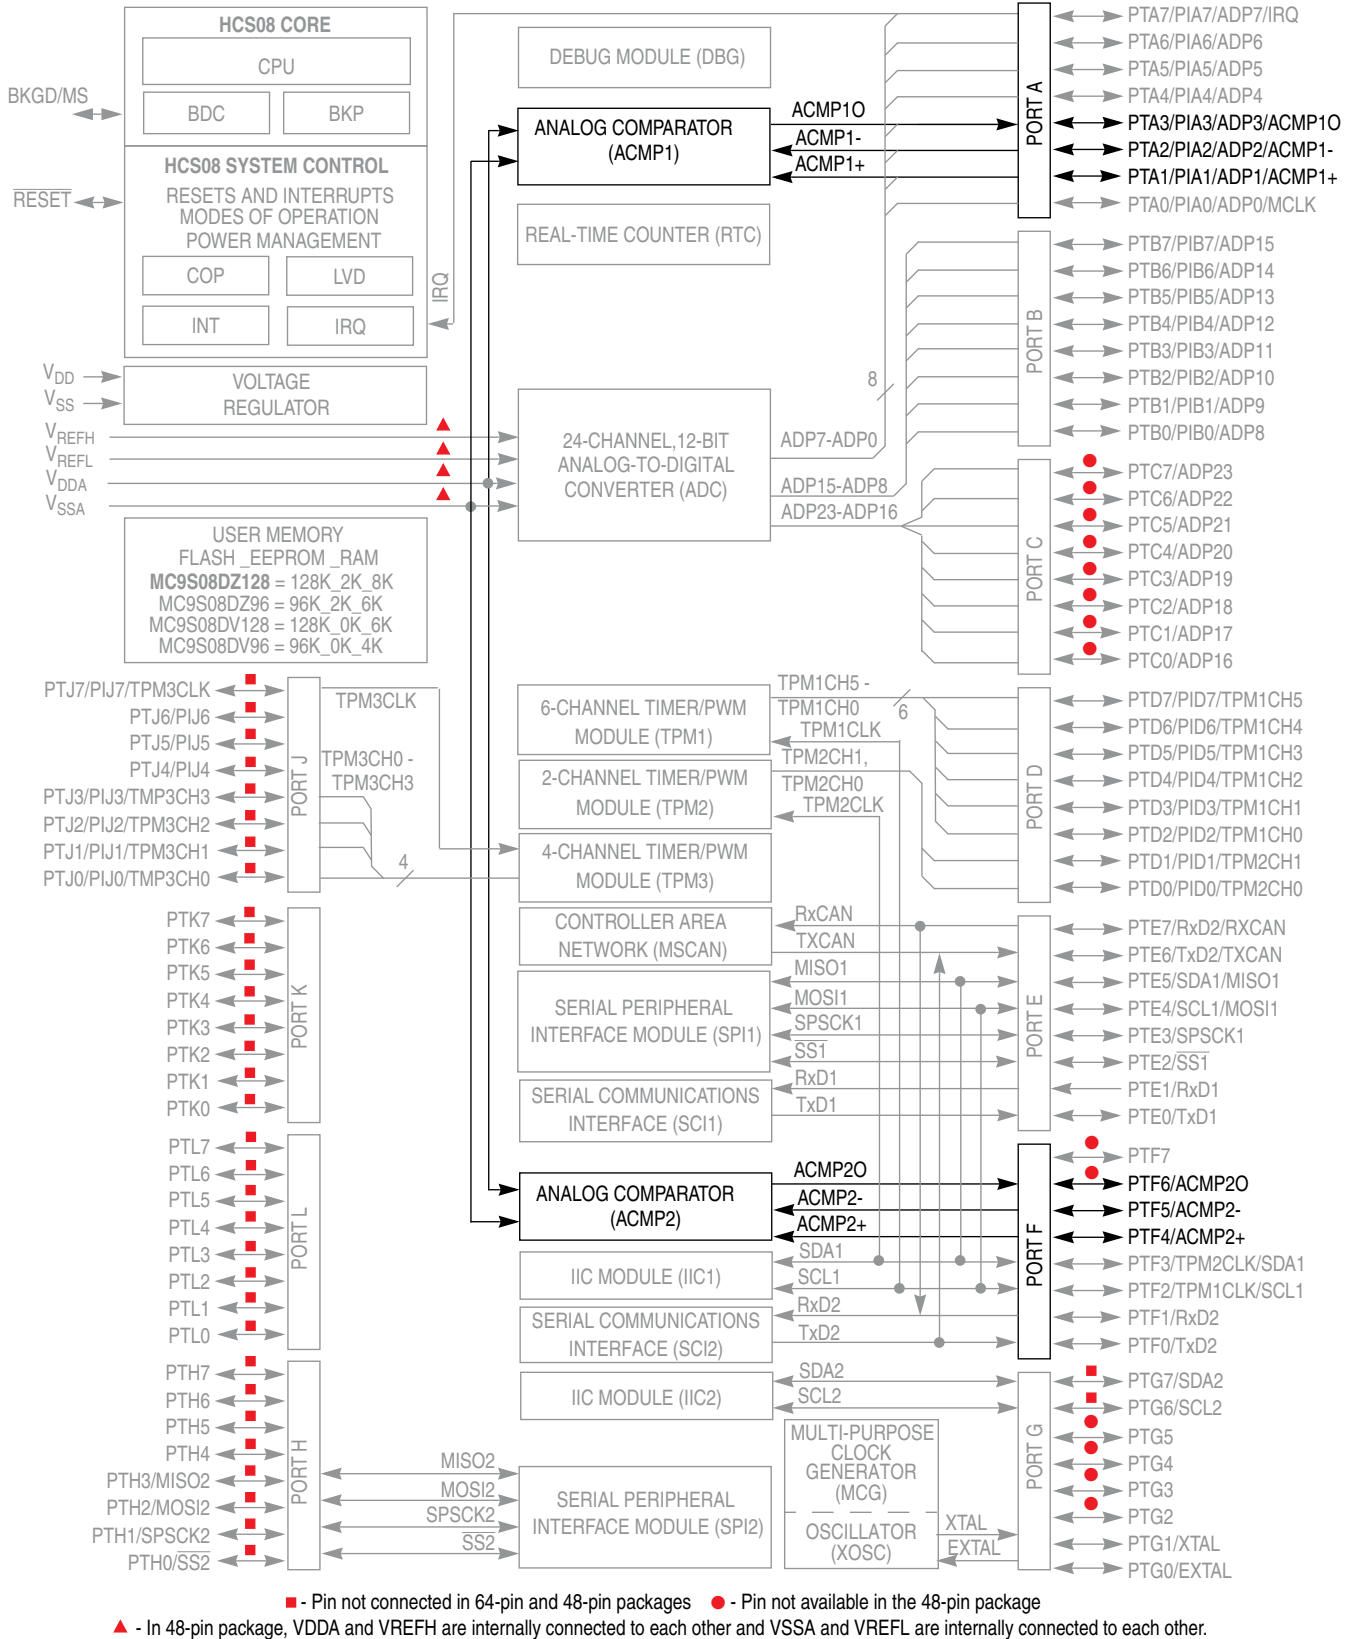 HCS08 CORE
CPU
BDC
BKP
BKGD/MS
HCS08 SYSTEM CONTROL
RESETS AND INTERRUPTS
MODES OF OPERATION
POWER MANAGEMENT
COP
LVD
INT
IRQ
RESET
IRQ
VDD
VSS
VOLTAGE
REGULATOR
VREFH
VREFL
VDDA
VSSA
USER MEMORY
FLASH _EEPROM _RAM
MC9S08DZ128 = 128K_2K_8K
MC9S08DZ96 = 96K_2K_6K
MC9S08DV128 = 128K_0K_6K
MC9S08DV96 = 96K_0K_4K
PTJ7/PIJ7/TPM3CLK
PTJ6/PIJ6
PTJ5/PIJ5
PTJ4/PIJ4
PTJ3/PIJ3/TMP3CH3
PTJ2/PIJ2/TPM3CH2
PTJ1/PIJ1/TPM3CH1
PTJ0/PIJ0/TMP3CH0
PORT J
TPM3CLK
TPM3CH0 -
TPM3CH3
4
PTK7
PTK6
PTK5
PTK4
PTK3
PTK2
PTK1
PTK0
PORT K
PTL7
PTL6
PTL5
PTL4
PTL3
PTL2
PTL1
PTL0
PORT L
PTH7
PTH6
PTH5
PTH4
PTH3/MISO2
PTH2/MOSI2
PTH1/SPSCK2
PTH0/SS2
PORT H
MISO2
MOSI2
SPSCK2
SS2
DEBUG MODULE (DBG)
ANALOG COMPARATOR
(ACMP1)
ACMP1O
ACMP1-
ACMP1+
REAL-TIME COUNTER (RTC)
24-CHANNEL,12-BIT
ANALOG-TO-DIGITAL
CONVERTER (ADC)
8
ADP7-ADP0
ADP15-ADP8
ADP23-ADP16
6-CHANNEL TIMER/PWM
MODULE (TPM1)
TPM1CH5 -
TPM1CH0
6
TPM1CLK
2-CHANNEL TIMER/PWM
MODULE (TPM2)
TPM2CH1,
TPM2CH0
TPM2CLK
4-CHANNEL TIMER/PWM
MODULE (TPM3)
CONTROLLER AREA
NETWORK (MSCAN)
RxCAN
TXCAN
SERIAL PERIPHERAL
INTERFACE MODULE (SPI1)
MISO1
MOSI1
SPSCK1
SS1
SERIAL COMMUNICATIONS
INTERFACE (SCI1)
RxD1
TxD1
ANALOG COMPARATOR
(ACMP2)
ACMP2O
ACMP2-
ACMP2+
IIC MODULE (IIC1)
SDA1
SCL1
SERIAL COMMUNICATIONS
INTERFACE (SCI2)
RxD2
TxD2
IIC MODULE (IIC2)
SDA2
SCL2
SERIAL PERIPHERAL
INTERFACE MODULE (SPI2)
MULTI-PURPOSE
CLOCK
GENERATOR
(MCG)
OSCILLATOR
(XOSC)
XTAL
EXTAL
PORT A
PTA7/PIA7/ADP7/IRQ
PTA6/PIA6/ADP6
PTA5/PIA5/ADP5
PTA4/PIA4/ADP4
PTA3/PIA3/ADP3/ACMP1O
PTA2/PIA2/ADP2/ACMP1-
PTA1/PIA1/ADP1/ACMP1+
PTA0/PIA0/ADP0/MCLK
PORT B
PTB7/PIB7/ADP15
PTB6/PIB6/ADP14
PTB5/PIB5/ADP13
PTB4/PIB4/ADP12
PTB3/PIB3/ADP11
PTB2/PIB2/ADP10
PTB1/PIB1/ADP9
PTB0/PIB0/ADP8
PORT C
PTC7/ADP23
PTC6/ADP22
PTC5/ADP21
PTC4/ADP20
PTC3/ADP19
PTC2/ADP18
PTC1/ADP17
PTC0/ADP16
PORT D
PTD7/PID7/TPM1CH5
PTD6/PID6/TPM1CH4
PTD5/PID5/TPM1CH3
PTD4/PID4/TPM1CH2
PTD3/PID3/TPM1CH1
PTD2/PID2/TPM1CH0
PTD1/PID1/TPM2CH1
PTD0/PID0/TPM2CH0
PORT E
PTE7/RxD2/RXCAN
PTE6/TxD2/TXCAN
PTE5/SDA1/MISO1
PTE4/SCL1/MOSI1
PTE3/SPSCK1
PTE2/SS1
PTE1/RxD1
PTE0/TxD1
PORT F
PTF7
PTF6/ACMP2O
PTF5/ACMP2-
PTF4/ACMP2+
PTF3/TPM2CLK/SDA1
PTF2/TPM1CLK/SCL1
PTF1/RxD2
PTF0/TxD2
PORT G
PTG7/SDA2
PTG6/SCL2
PTG5
PTG4
PTG3
PTG2
PTG1/XTAL
PTG0/EXTAL
- Pin not connected in 64-pin and 48-pin packages
- Pin not available in the 48-pin package
- In 48-pin package, VDDA and VREFH are internally connected to each other and VSSA and VREFL are internally connected to each other.